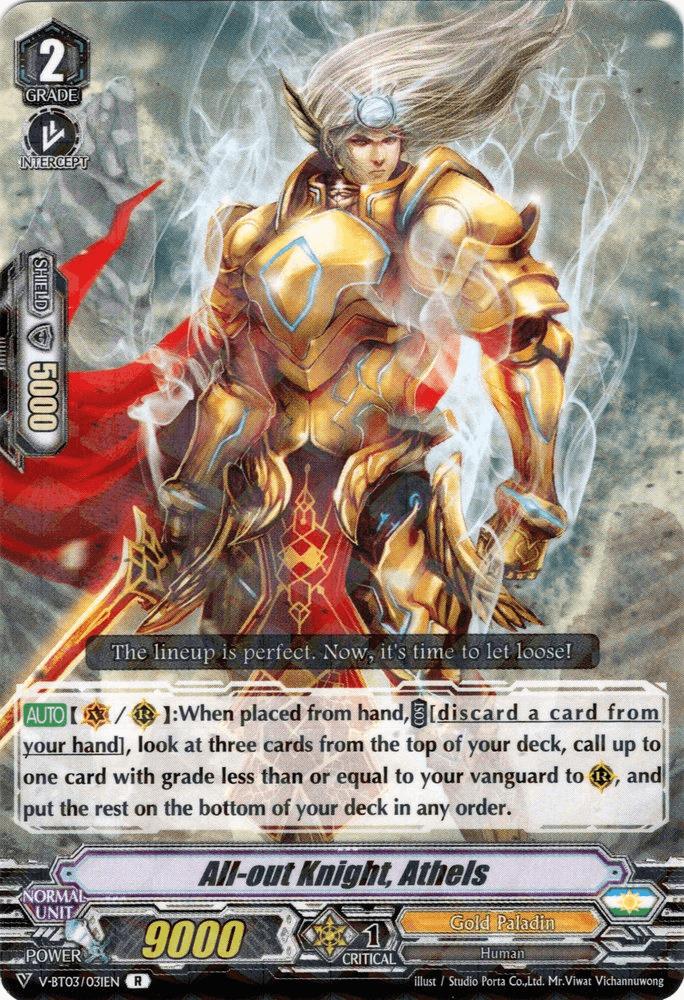 2
GRADE
INTERCEPT
SHIELD
5000
The lineup is perfect. Now, it's time to let loose!
AUTO【V/R】:When placed from hand, COST[discard a card from
your hand], look at three cards from the top of your deck, call up to
one card with grade less than or equal to your vanguard to R, and
put the rest on the bottom of your deck in any order.
All-out Knight, Athels
NORMAL
UNIT
POWER
9000
1
CRITICAL
Gold Paladin
Human
V-BT03/031EN R
illust / Studio Porta Co.,Ltd. Mr.Viwat Vichannuwong